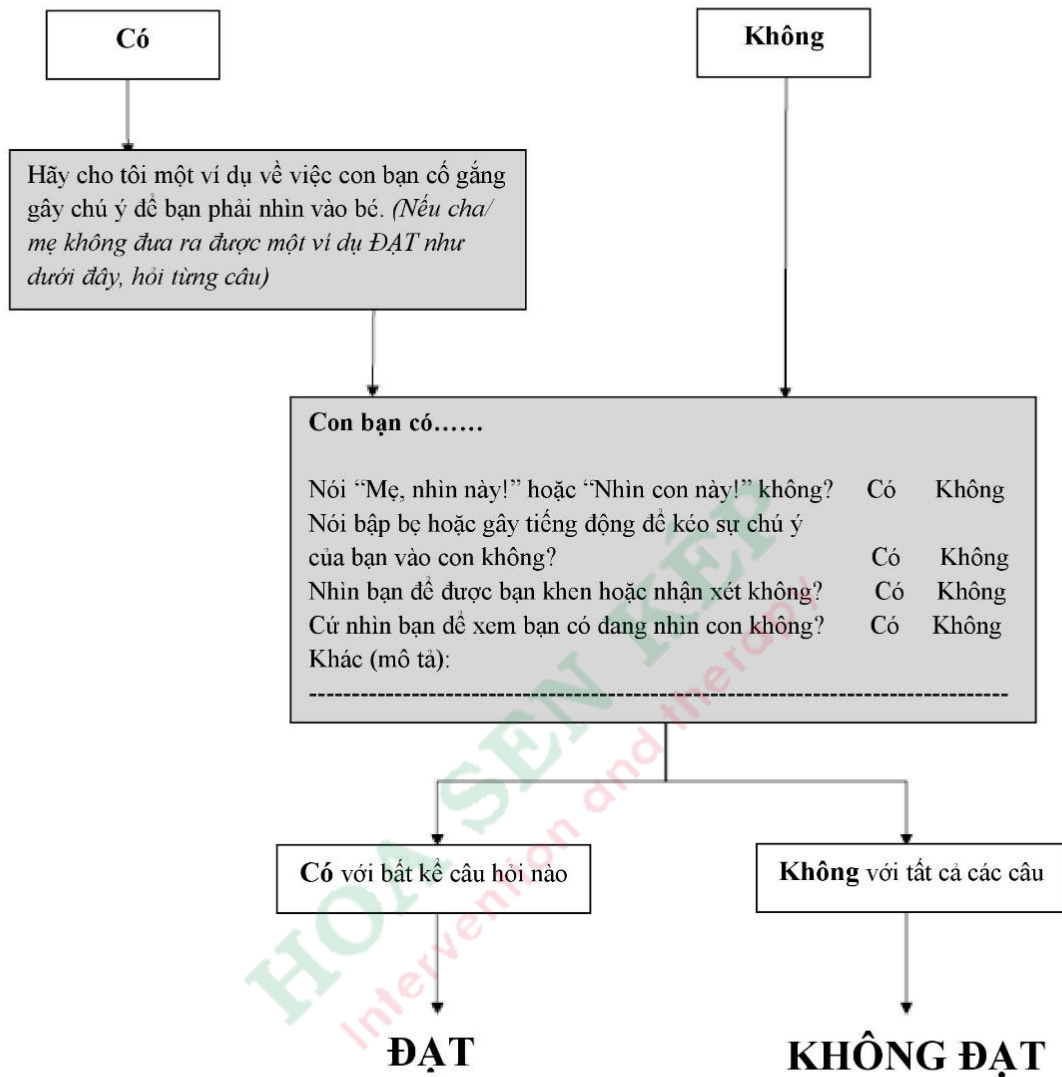 Có
Không
Hãy cho tôi một ví dụ về việc con bạn cố gắng
gây chú ý để bạn phải nhìn vào bé. (Nếu cha/
mẹ không đưa ra được một ví dụ ĐẠT như
dưới đây, hỏi từng câu)
Con bạn có......
Nói “Mẹ, nhìn này!” hoặc “Nhìn con này!” không? Có Không
Nói bập bẹ hoặc gây tiếng động để kéo sự chú ý
của bạn vào con không? Có Không
Nhìn bạn để được bạn khen hoặc nhận xét không? Có Không
Cứ nhìn bạn để xem bạn có đang nhìn con không? Có Không
Khác (mô tả):
HOA SEN KÉP
Intervention and therapy
Có với bất kể câu hỏi nào
Không với tất cả các câu
ĐẠT
KHÔNG ĐẠT